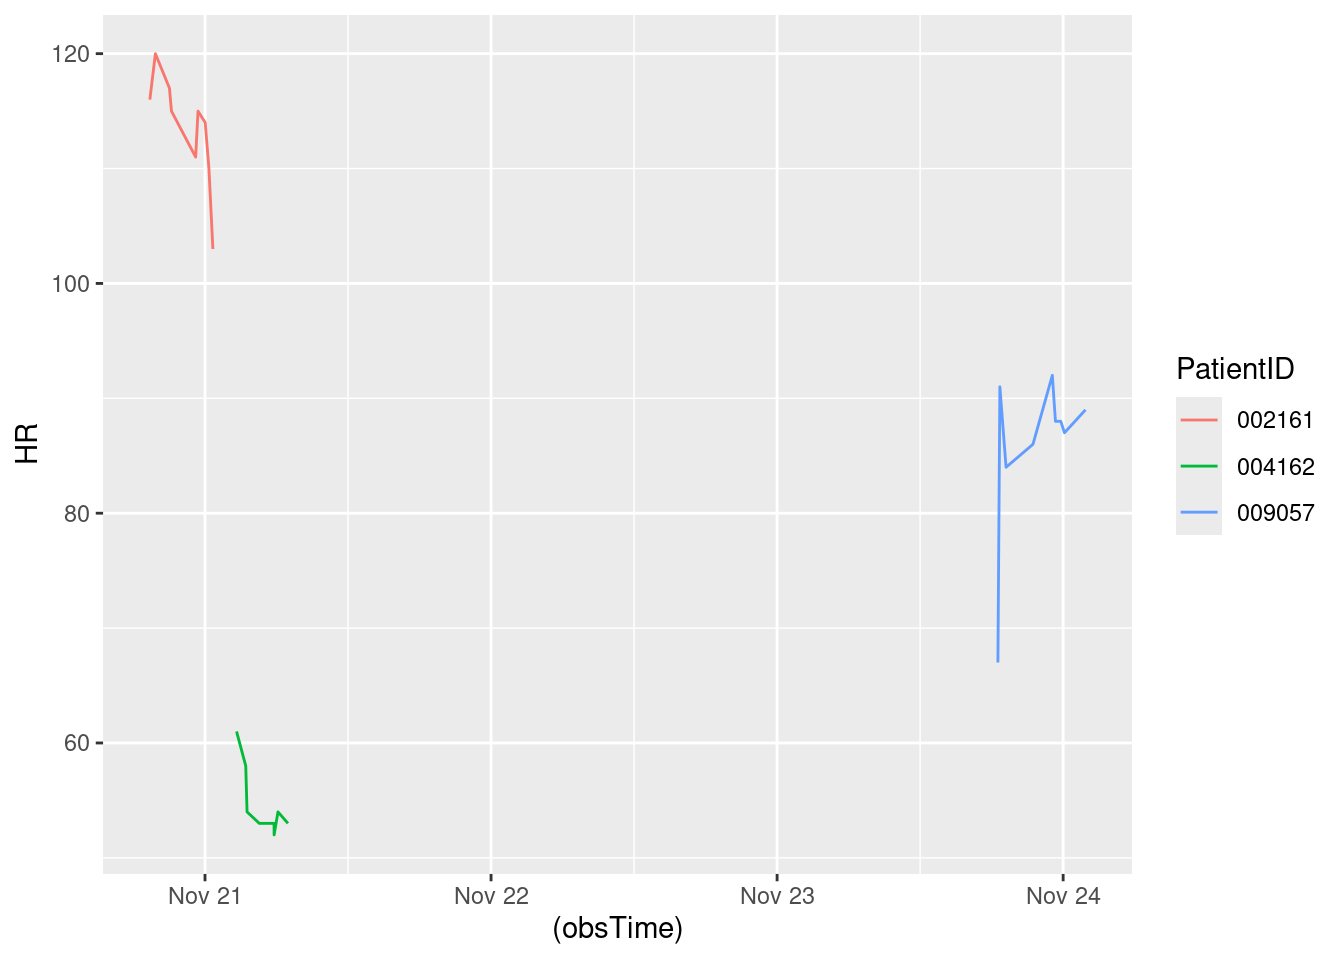 120
100
80
60
HR
Nov 21
Nov 22
Nov 23
Nov 24
(obsTime)
PatientID
002161
004162
009057